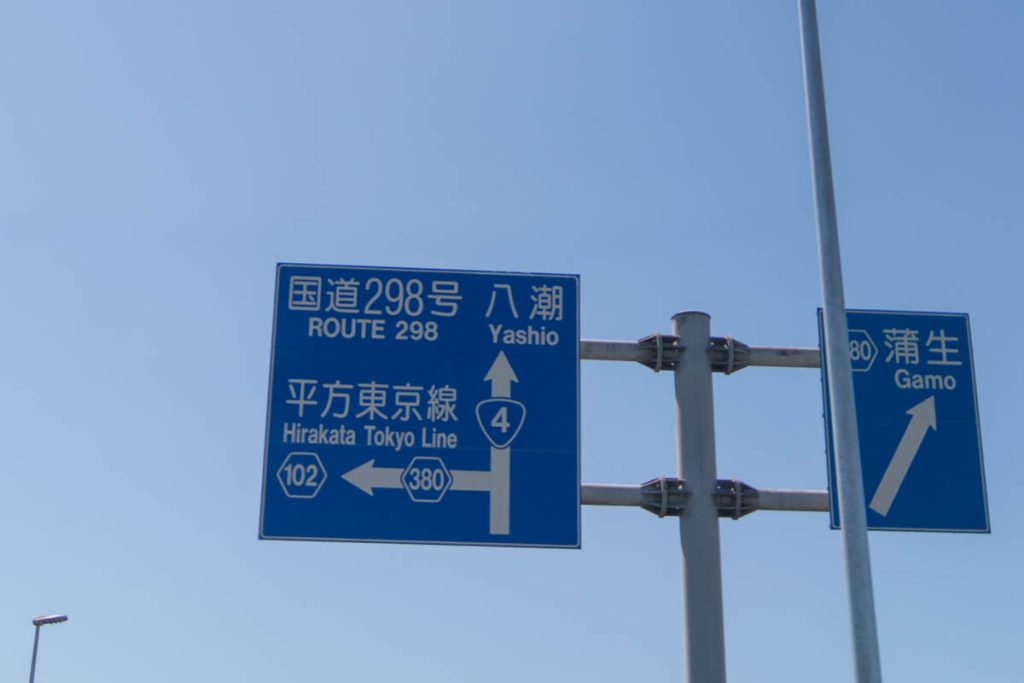 国道298号 八潮
ROUTE 298 Yashio
平方東京線
Hirakata Tokyo Line
4
102 380
80 蒲生
Gamo